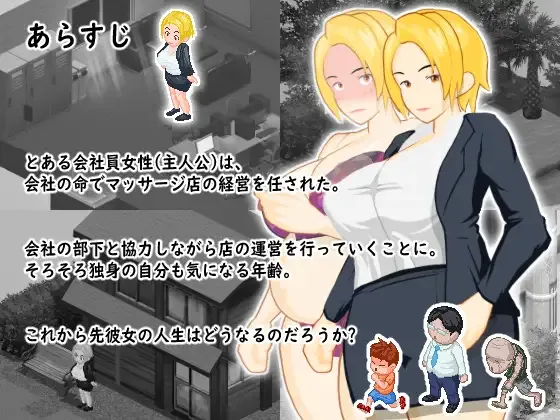 あらすじ
とある会社員女性(主人公)は、
会社の命でマッサージ店の経営を任された。
会社の部下と協力しながら店の運営を行っていくことに。
そろそろ独身の自分も気になる年齢。
これから先彼女の人生はどうなるのだろうか?